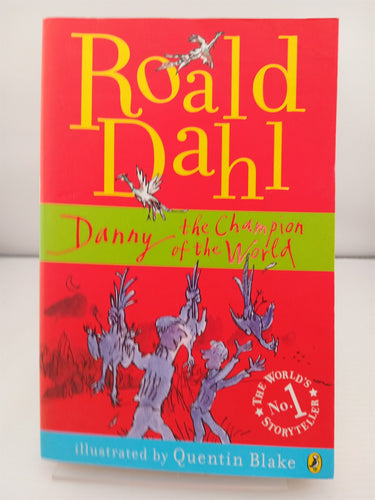 Roald
Dahl
Danny the Champion
of the World
THE WORLD'S
No.1
STORYTELLER
illustrated by Quentin Blake